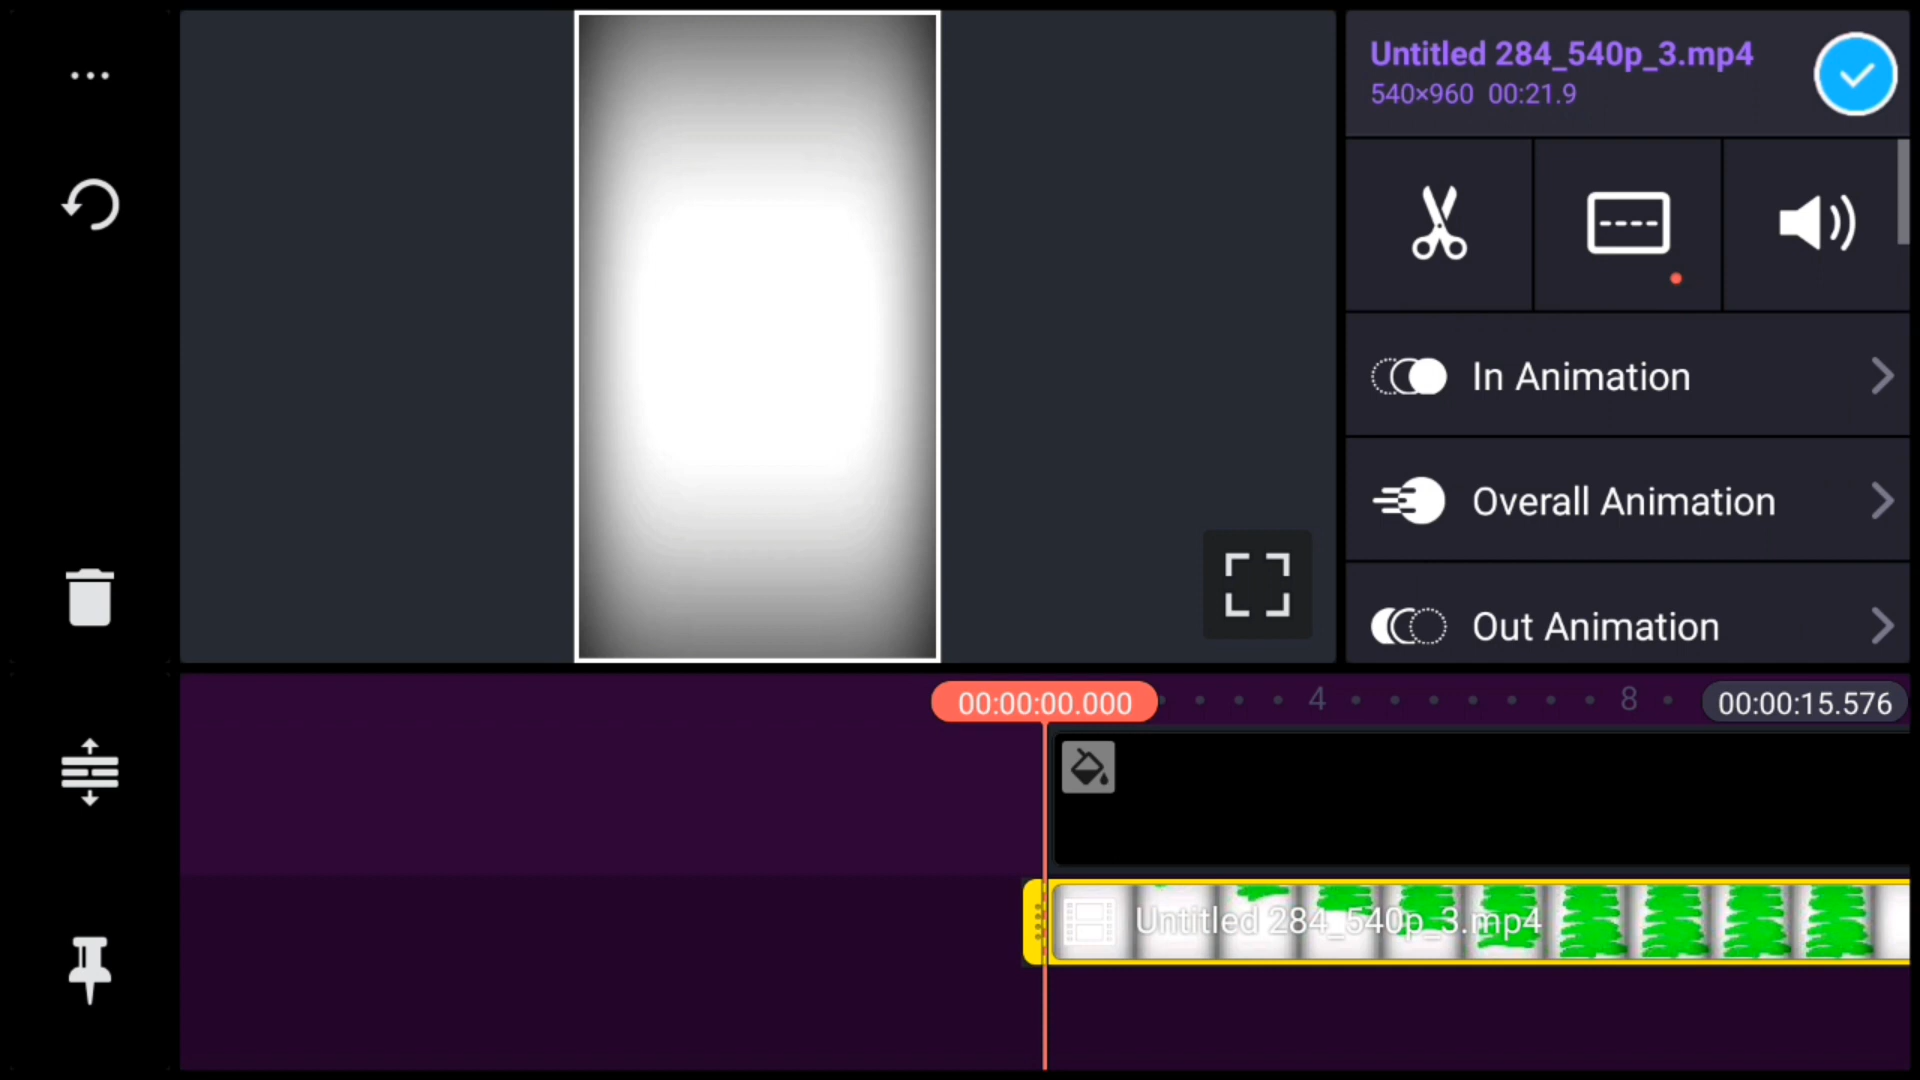 Untitled 284_540p_3.mp4
540×960 00:21.9
In Animation
Overall Animation
Out Animation
00:00:00.000
4
8
00:00:15.576
Untitled 284_540p_3.mp4